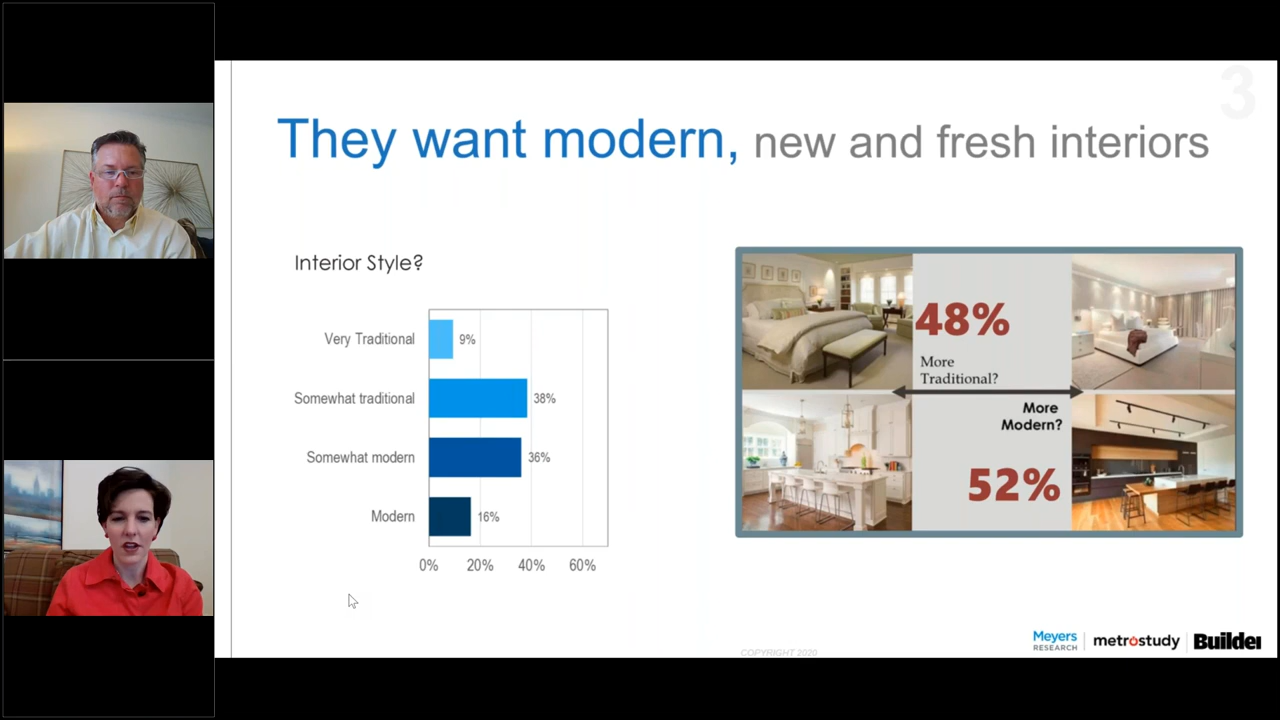 3
They want modern, new and fresh interiors
Interior Style?
Very Traditional 9%
Somewhat traditional 38%
Somewhat modern 36%
Modern 16%
0% 20% 40% 60%
48%
More
Traditional?
More
Modern?
52%
Meyers
RESEARCH
metrostudy
Builder
COPYRIGHT 2020